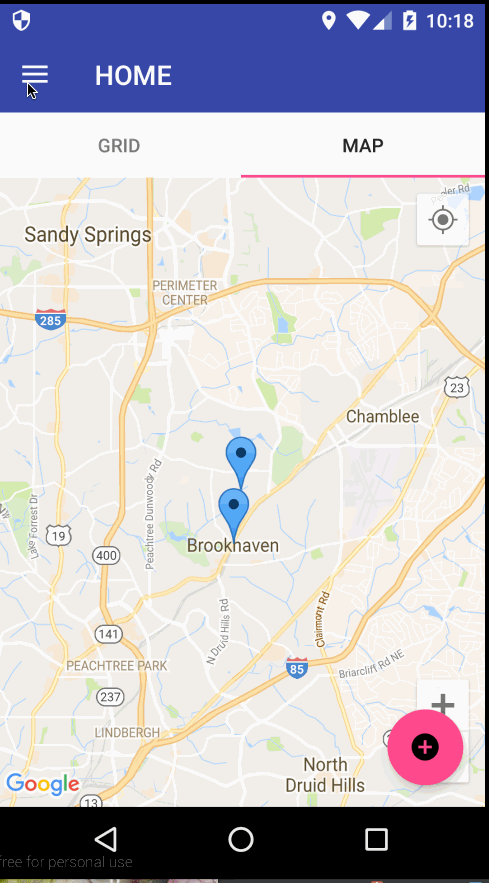 10:18
HOME
GRID
MAP
Sandy Springs
PERIMETER
CENTER
285
23
Chamblee
Peachtree Dunwoody Rd
Lake Forrest Dr
19
400
Brookhaven
N Druid Hills Rd
Clairmont Rd
141
PEACHTREE PARK
85
Briarcliff Rd NE
237
LINDBERGH
North
Druid Hills
Google
13
free for personal use